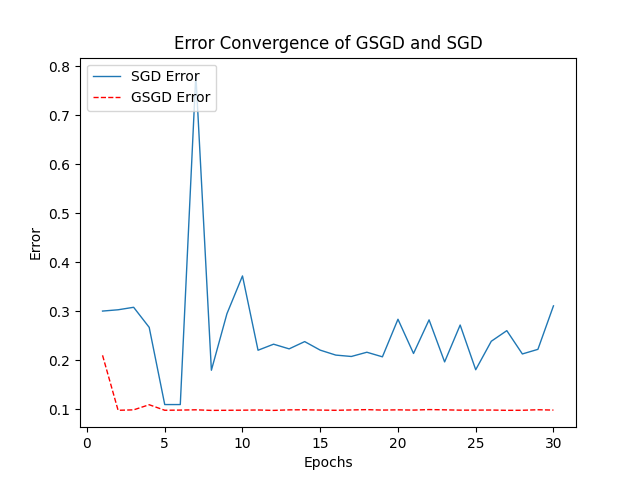 Error Convergence of GSGD and SGD
SGD Error
GSGD Error
0.8
0.7
0.6
0.5
0.4
0.3
0.2
0.1
Error
0 5 10 15 20 25 30
Epochs